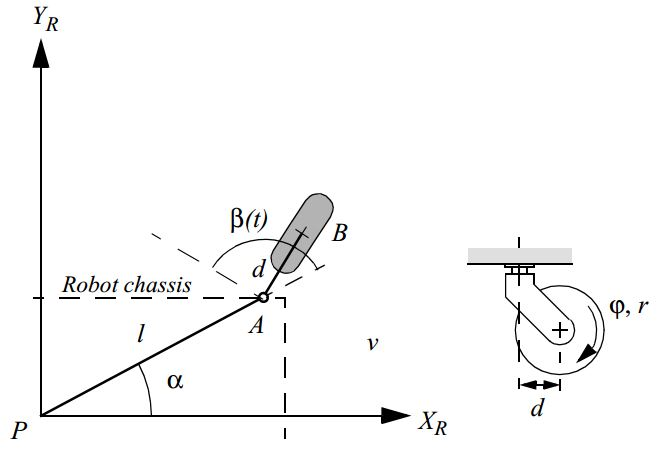 Y_R
β(t)
B
d
Robot chassis
A
l
v
α
P
X_R
φ, r
d